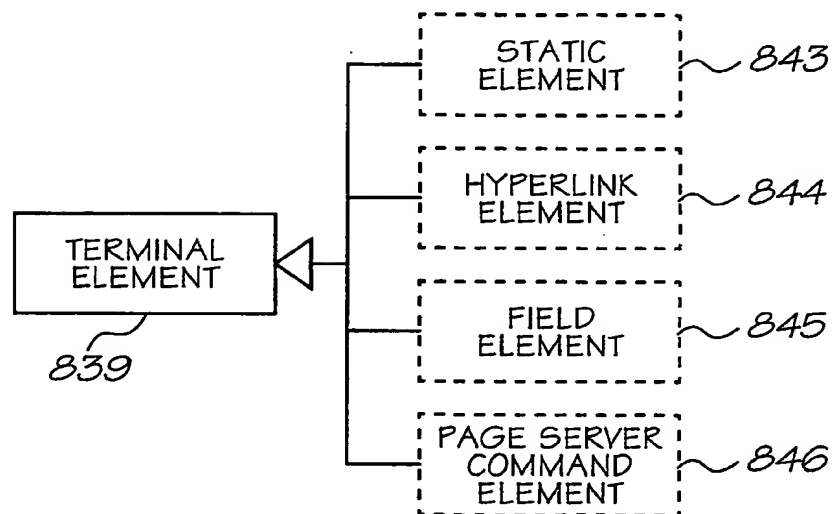 STATIC
ELEMENT
843
HYPERLINK
ELEMENT
844
TERMINAL
ELEMENT
839
FIELD
ELEMENT
845
PAGE SERVER
COMMAND
ELEMENT
846